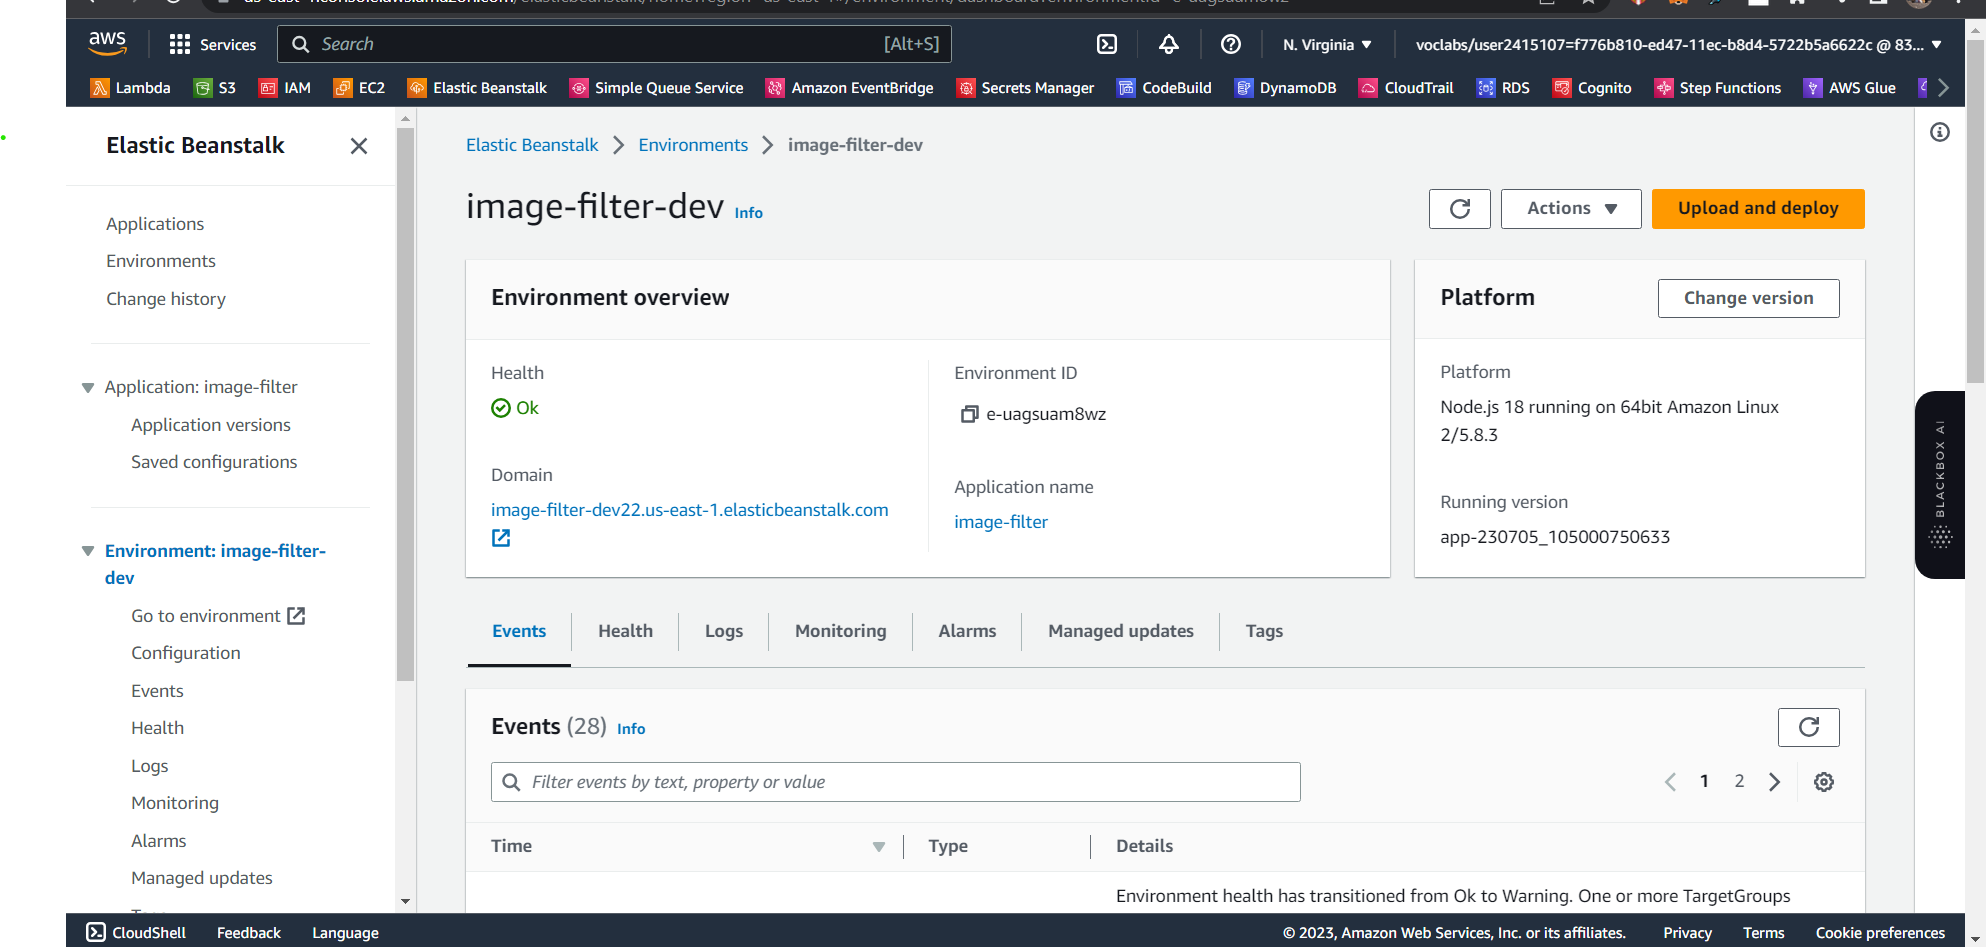 aws
Services
Search
[Alt+S]
N. Virginia
voclabs/user2415107=f776b810-ed47-11ec-b8d4-5722b5a6622c @ 83...
Lambda
S3
IAM
EC2
Elastic Beanstalk
Simple Queue Service
Amazon EventBridge
Secrets Manager
CodeBuild
DynamoDB
CloudTrail
RDS
Cognito
Step Functions
AWS Glue
Elastic Beanstalk
Applications
Environments
Change history
Application: image-filter
Application versions
Saved configurations
Environment: image-filter-
dev
Go to environment
Configuration
Events
Health
Logs
Monitoring
Alarms
Managed updates
Elastic Beanstalk
Environments
image-filter-dev
image-filter-dev Info
Actions
Upload and deploy
Environment overview
Health
Ok
Domain
image-filter-dev22.us-east-1.elasticbeanstalk.com
Environment ID
e-uagsuam8wz
Application name
image-filter
Platform
Change version
Platform
Node.js 18 running on 64bit Amazon Linux
2/5.8.3
Running version
app-230705_105000750633
BLACKBOX AI
Events
Health
Logs
Monitoring
Alarms
Managed updates
Tags
Events (28) Info
Filter events by text, property or value
1
2
Time
Type
Details
Environment health has transitioned from Ok to Warning. One or more TargetGroups
CloudShell
Feedback
Language
© 2023, Amazon Web Services, Inc. or its affiliates.
Privacy
Terms
Cookie preferences